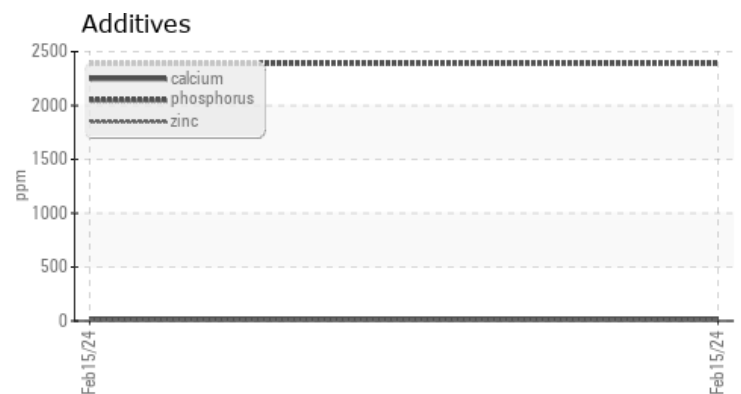 Additives
2500
calcium
phosphorus
zinc
2000
1500
ppm
1000
500
0
Feb15/24
Feb15/24